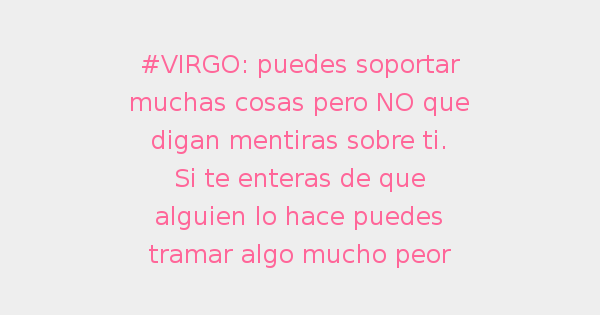 #VIRGO: puedes soportar
muchas cosas pero NO que
digan mentiras sobre ti.
Si te enteras de que
alguien lo hace puedes
tramar algo mucho peor